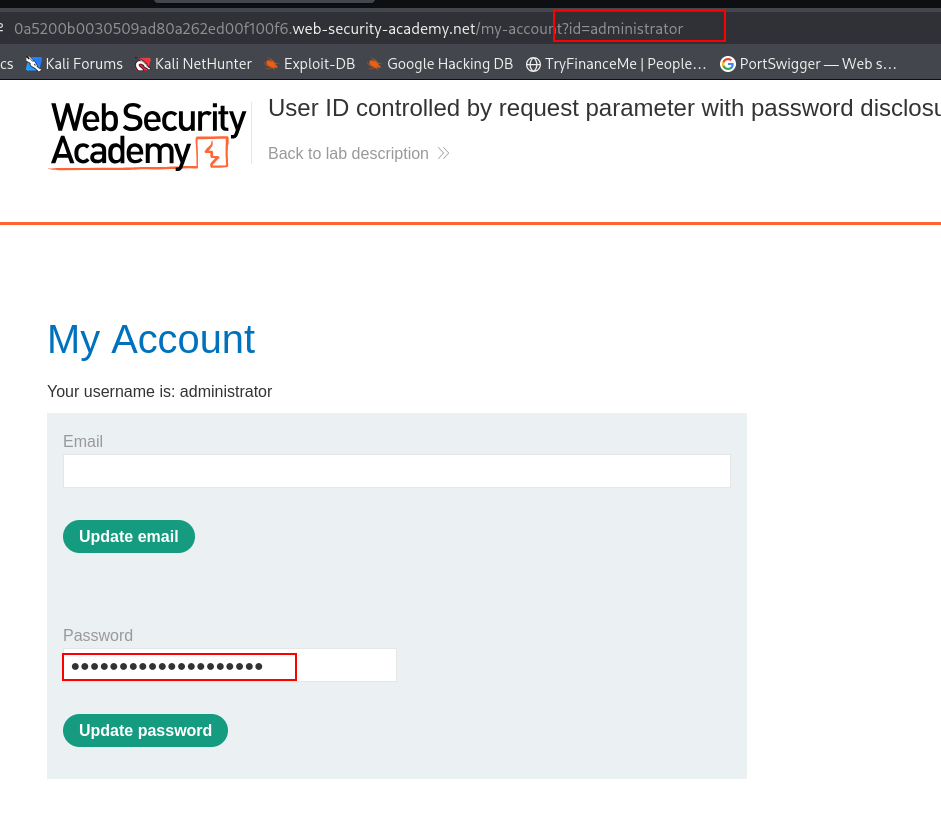 0a5200b0030509ad80a262ed00f100f6.web-security-academy.net/my-account?id=administrator
cs Kali Forums Kali NetHunter Exploit-DB Google Hacking DB TryFinanceMe | People… PortSwigger — Web s…
Web Security
Academy
User ID controlled by request parameter with password disclosu
Back to lab description
My Account
Your username is: administrator
Email
Update email
Password
●●●●●●●●●●●●●●●●●●●●
Update password